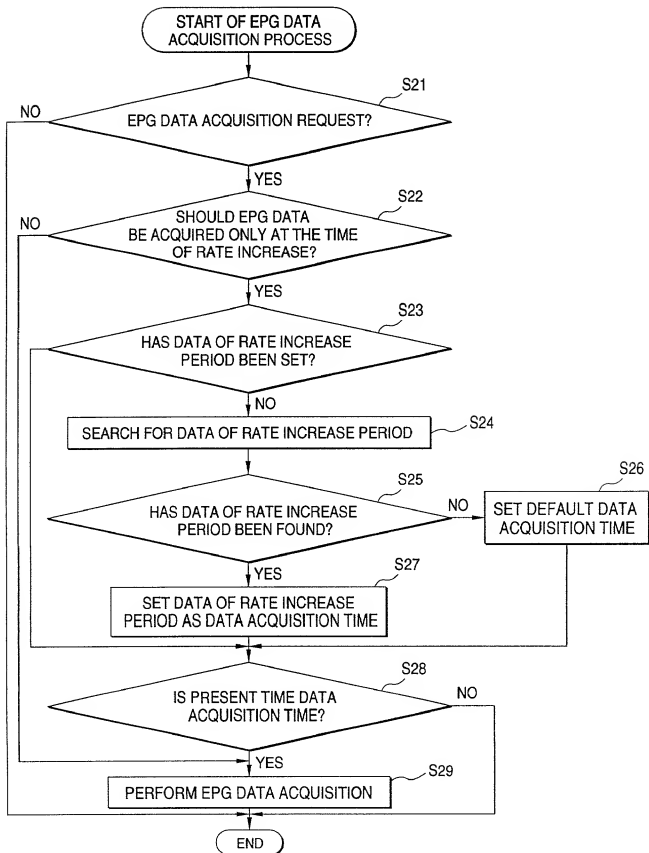 START OF EPG DATA
ACQUISITION PROCESS
S21
NO
EPG DATA ACQUISITION REQUEST?
YES
S22
NO
SHOULD EPG DATA
BE ACQUIRED ONLY AT THE TIME
OF RATE INCREASE?
YES
S23
HAS DATA OF RATE INCREASE
PERIOD BEEN SET?
NO
S24
SEARCH FOR DATA OF RATE INCREASE PERIOD
S25
HAS DATA OF RATE INCREASE
PERIOD BEEN FOUND?
NO
S26
SET DEFAULT DATA
ACQUISITION TIME
YES
S27
SET DATA OF RATE INCREASE
PERIOD AS DATA ACQUISITION TIME
S28
IS PRESENT TIME DATA
ACQUISITION TIME?
NO
YES
S29
PERFORM EPG DATA ACQUISITION
END